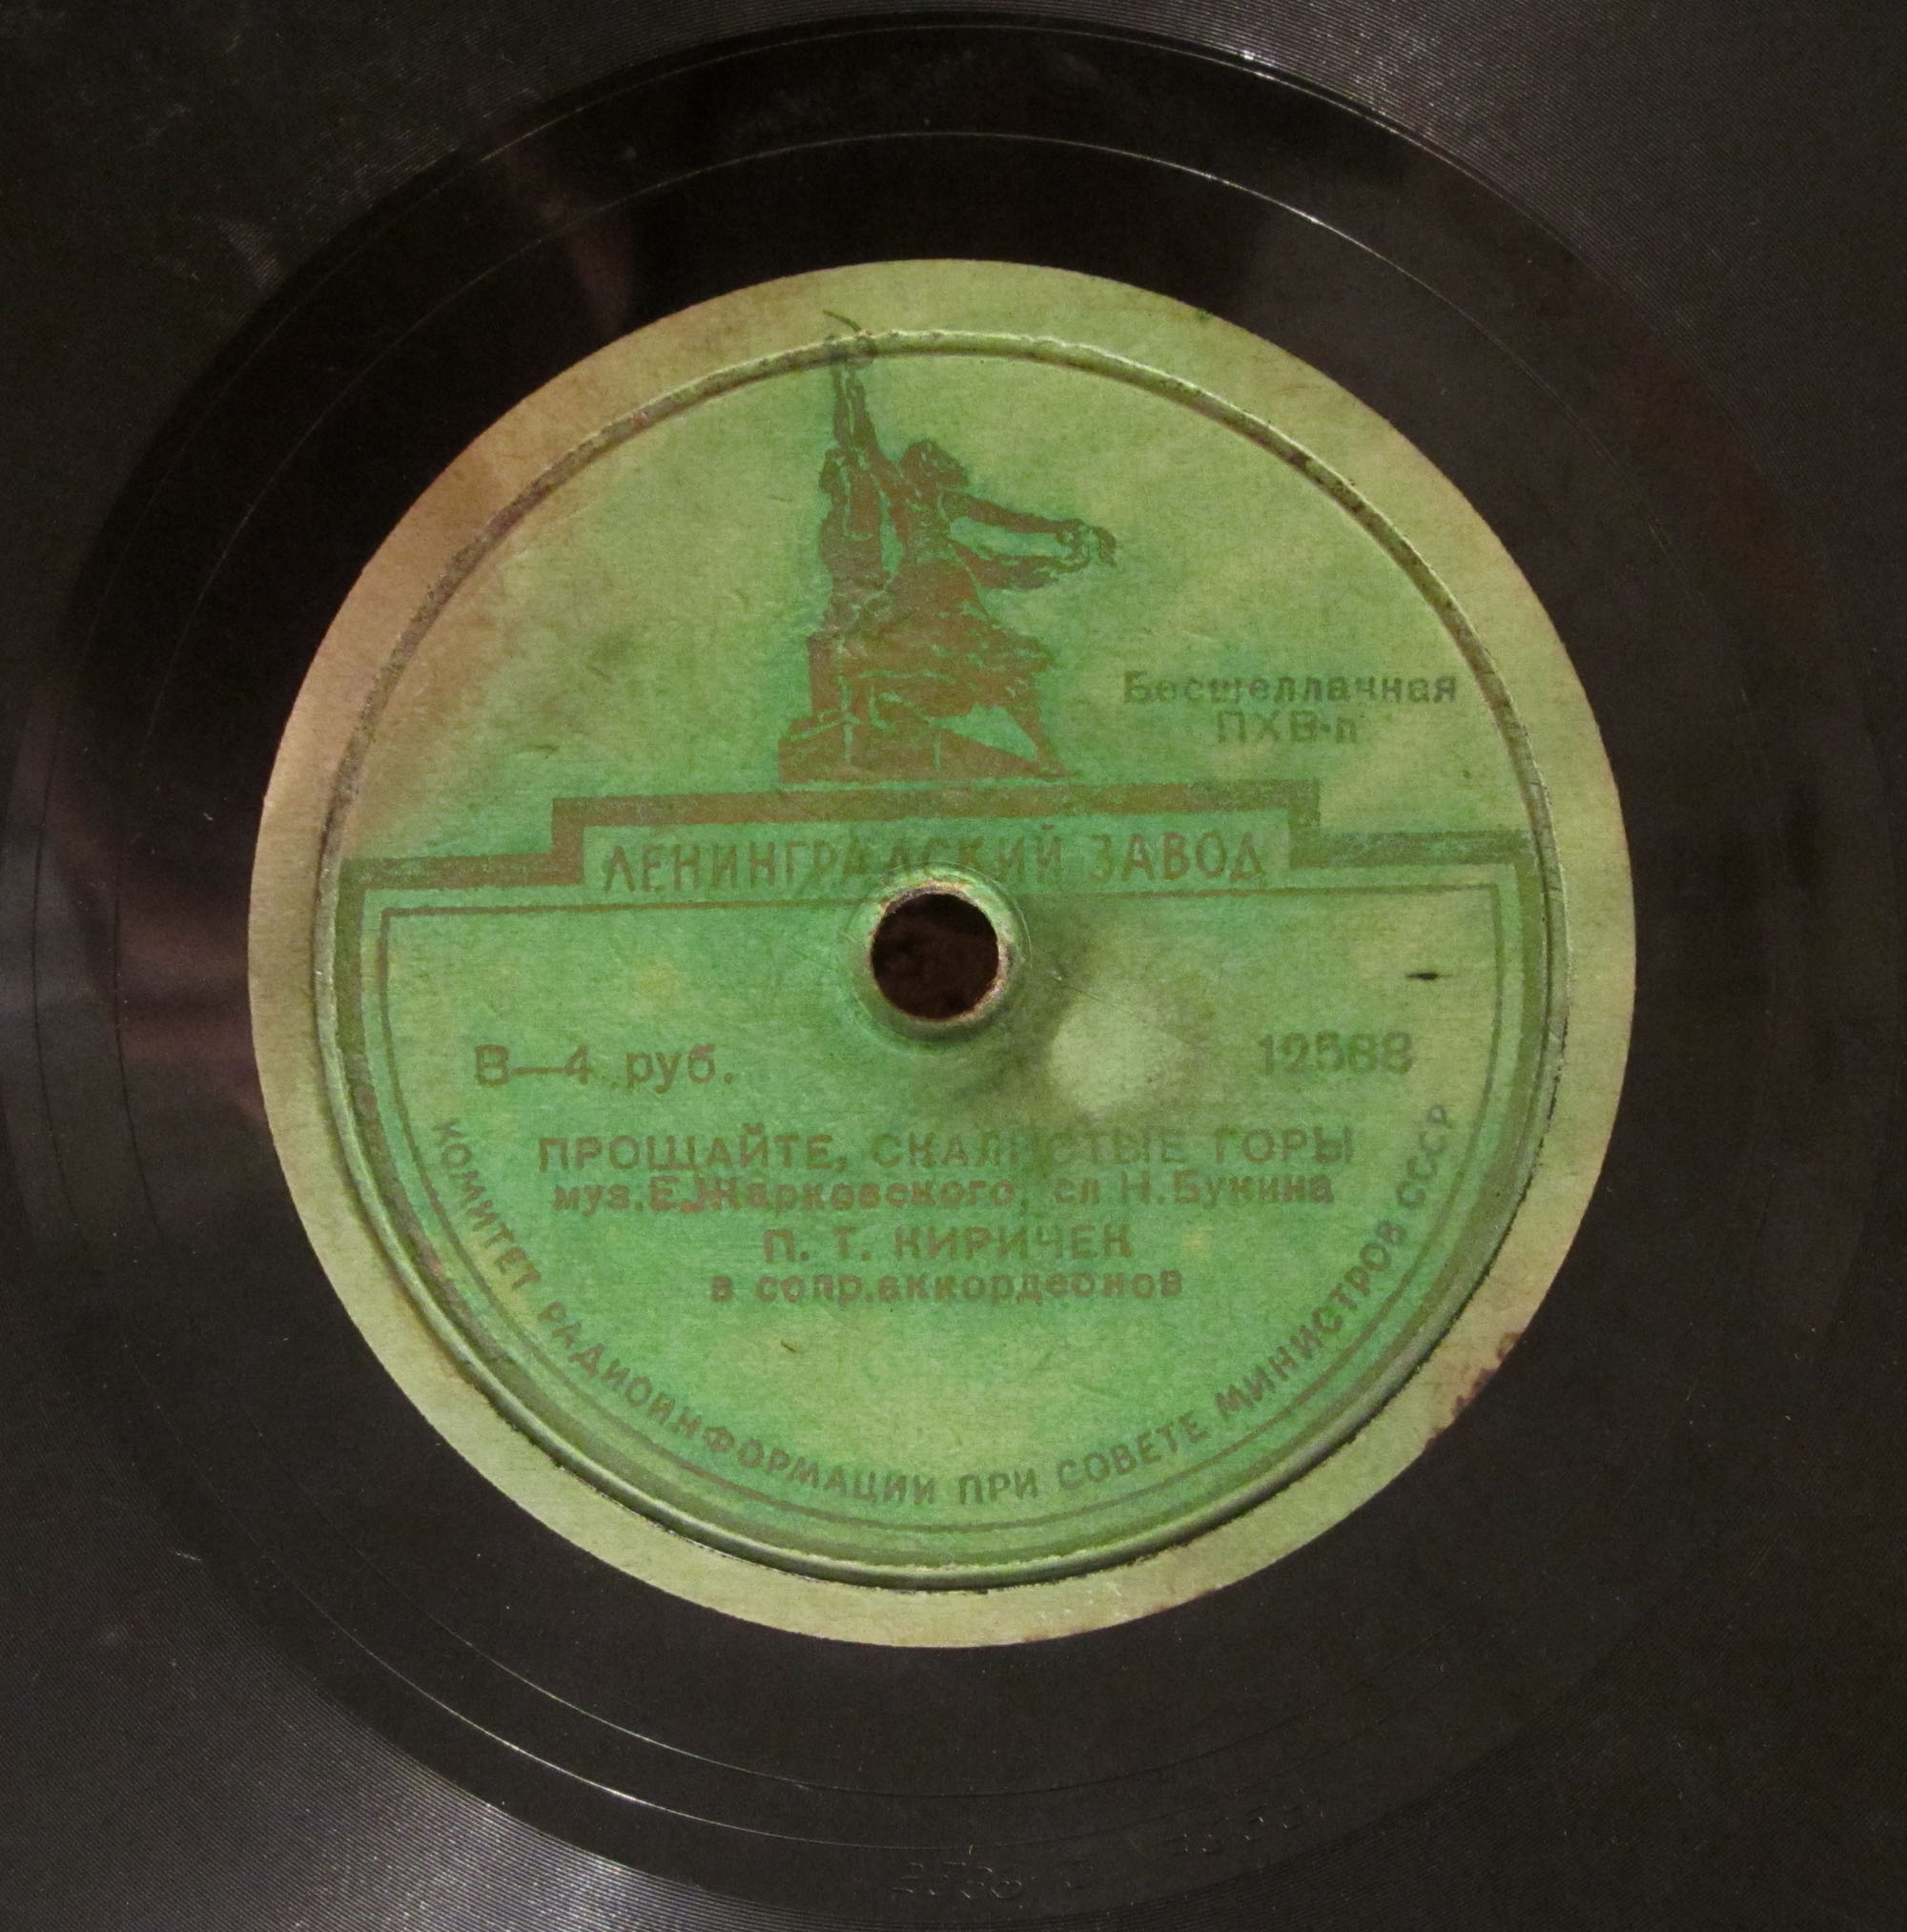 Бесшеллачная
ПХВ-п
ЛЕНИНГРАДСКИЙ ЗАВОД
В—4 руб.
12588
ПРОЩАЙТЕ, СКАЛИСТЫЕ ГОРЫ
муз. Е. Жарковского, сл Н. Букина
П. Т. КИРИЧЕК
в сопр. аккордеонов
КОМИТЕТ РАДИОИНФОРМАЦИИ ПРИ СОВЕТЕ МИНИСТРОВ СССР